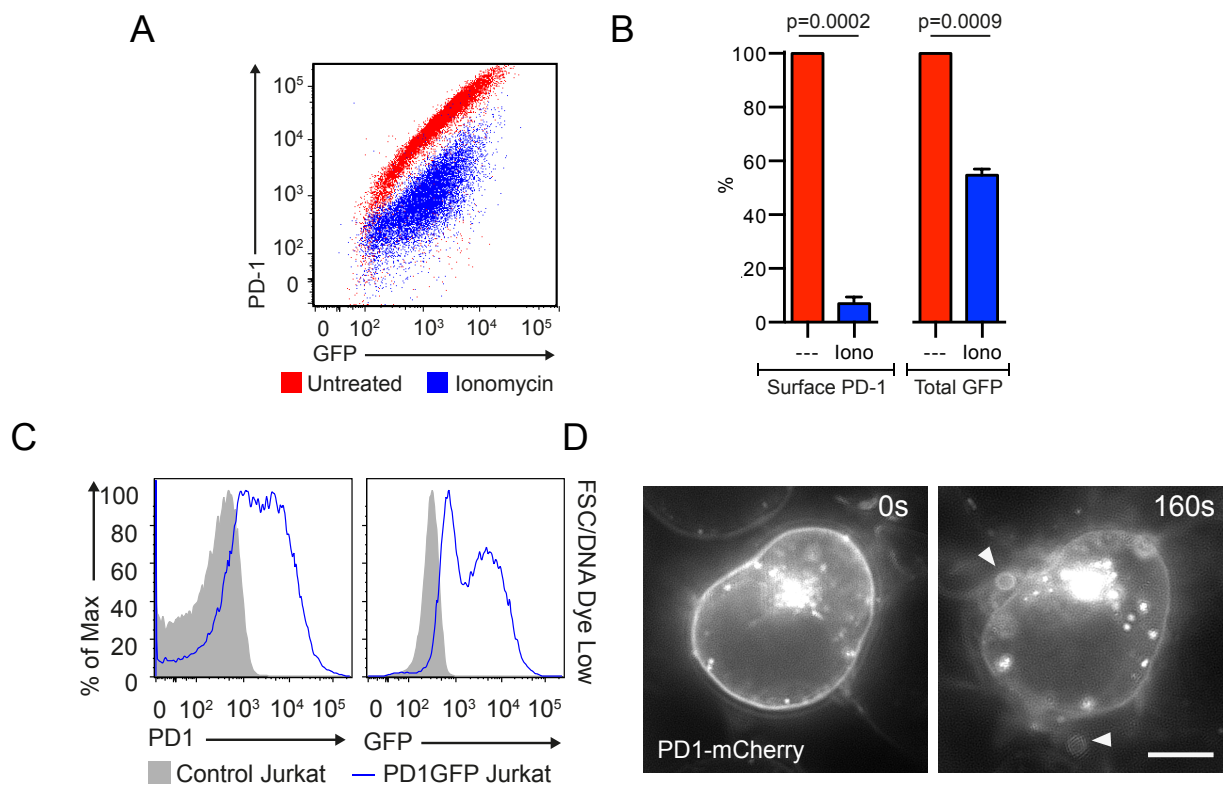 A
B
p=0.0002 p=0.0009
PD-1
10⁵
10⁴
10³
10²
0
0 10² 10³ 10⁴ 10⁵
GFP
Untreated Ionomycin
%
100
80
60
40
20
0
--- Iono --- Iono
Surface PD-1 Total GFP
C
D
% of Max
100
80
60
40
20
0
0 10² 10³ 10⁴ 10⁵ 0 10² 10³ 10⁴ 10⁵
PD1 GFP
FSC/DNA Dye Low
Control Jurkat PD1GFP Jurkat
0s 160s
PD1-mCherry